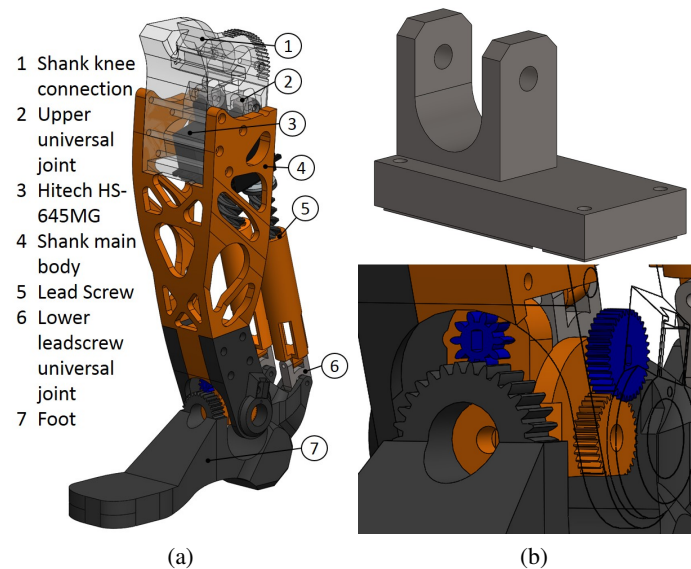 1 Shank knee
connection
2 Upper
universal
joint
3 Hitech HS-
645MG
4 Shank main
body
5 Lead Screw
6 Lower
leadscrew
universal
joint
7 Foot
1
2
3
4
5
6
7
(a)
(b)